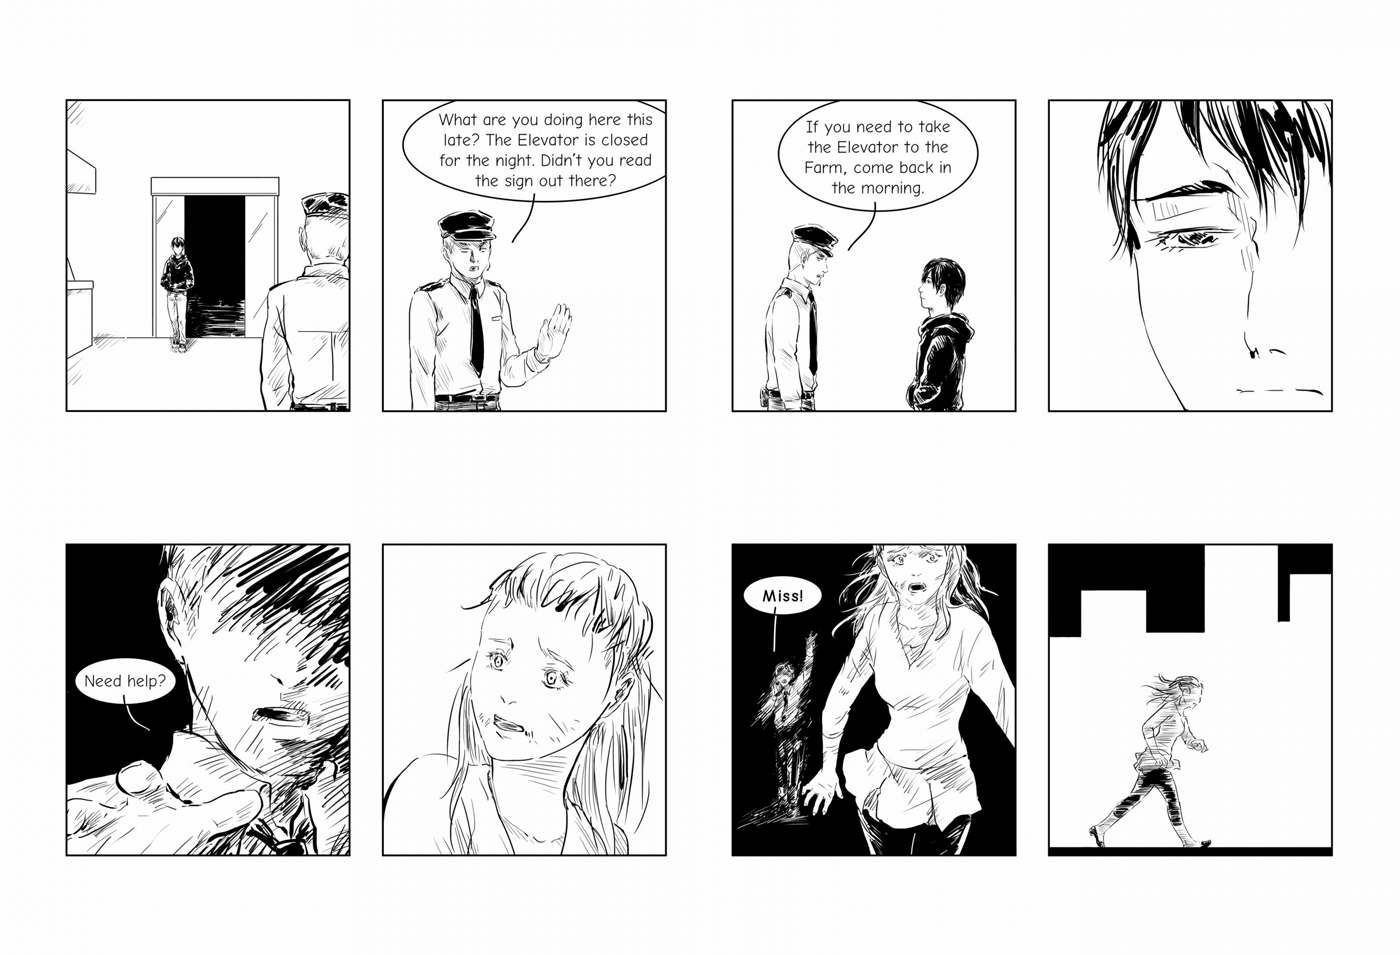 What are you doing here this
late? The Elevator is closed
for the night. Didn't you read
the sign out there?
If you need to take
the Elevator to the
Farm, come back in
the morning.
Need help?
Miss!